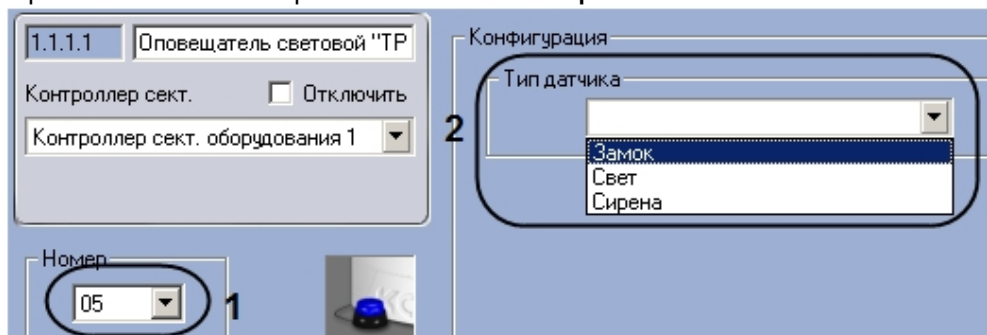 1.1.1.1 Оповещатель световой "ТР
Контроллер сект. Отключить
Контроллер сект. оборудования 1
Номер
05
1
Конфигурация
Тип датчика
2
Замок
Свет
Сирена